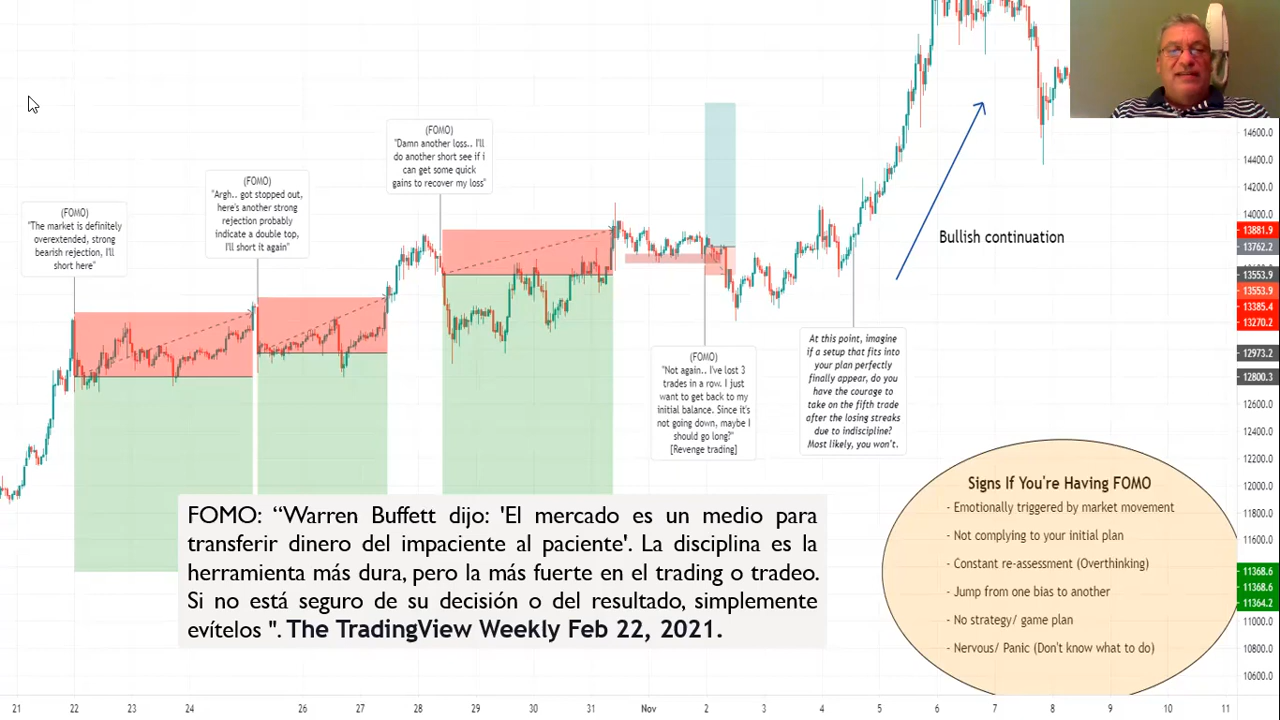 (FOMO)
"The market is definitely
overextended, strong
bearish rejection, I'll
short here"
(FOMO)
"Argh.. got stopped out,
here's another strong
rejection probably
indicate a double top,
I'll short it again"
(FOMO)
"Damn another loss.. I'll
do another short see if i
can get some quick
gains to recover my loss"
(FOMO)
"Not again.. I've lost 3
trades in a row. I just
want to get back to my
initial balance. Since it's
not going down, maybe I
should go long?"
[Revenge trading]
At this point, imagine
if a setup that fits into
your plan perfectly
finally appear, do you
have the courage to
take on the fifth trade
after the losing streaks
due to indiscipline?
Most likely, you won't.
Bullish continuation
14600.0
14400.0
14200.0
14000.0
13881.9
13762.2
13553.9
13553.9
13385.4
13270.2
12973.2
12800.3
12600.0
12400.0
12200.0
12000.0
11800.0
11600.0
11368.6
11368.6
11364.2
11000.0
10800.0
10600.0
Signs If You're Having FOMO
- Emotionally triggered by market movement
- Not complying to your initial plan
- Constant re-assessment (Overthinking)
- Jump from one bias to another
- No strategy/ game plan
- Nervous/ Panic (Don't know what to do)
FOMO: “Warren Buffett dijo: 'El mercado es un medio para
transferir dinero del impaciente al paciente'. La disciplina es la
herramienta más dura, pero la más fuerte en el trading o tradeo.
Si no está seguro de su decisión o del resultado, simplemente
evítelos ". The TradingView Weekly Feb 22, 2021.
21 22 23 24 25 26 27 28 29 30 31 Nov 2 3 4 5 6 7 8 9 10 11